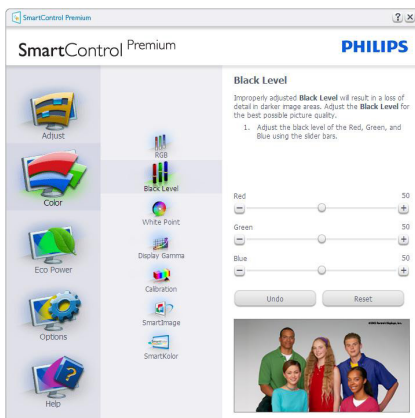 SmartControl Premium
SmartControl Premium
PHILIPS
Adjust
Color
Eco Power
Options
Help
RGB
Black Level
White Point
Display Gamma
Calibration
SmartImage
SmartKolor
Black Level
Improperly adjusted Black Level will result in a loss of
detail in darker image areas. Adjust the Black Level for
the best possible picture quality.
1. Adjust the black level of the Red, Green, and
Blue using the slider bars.
Red 50
Green 50
Blue 50
Undo Reset